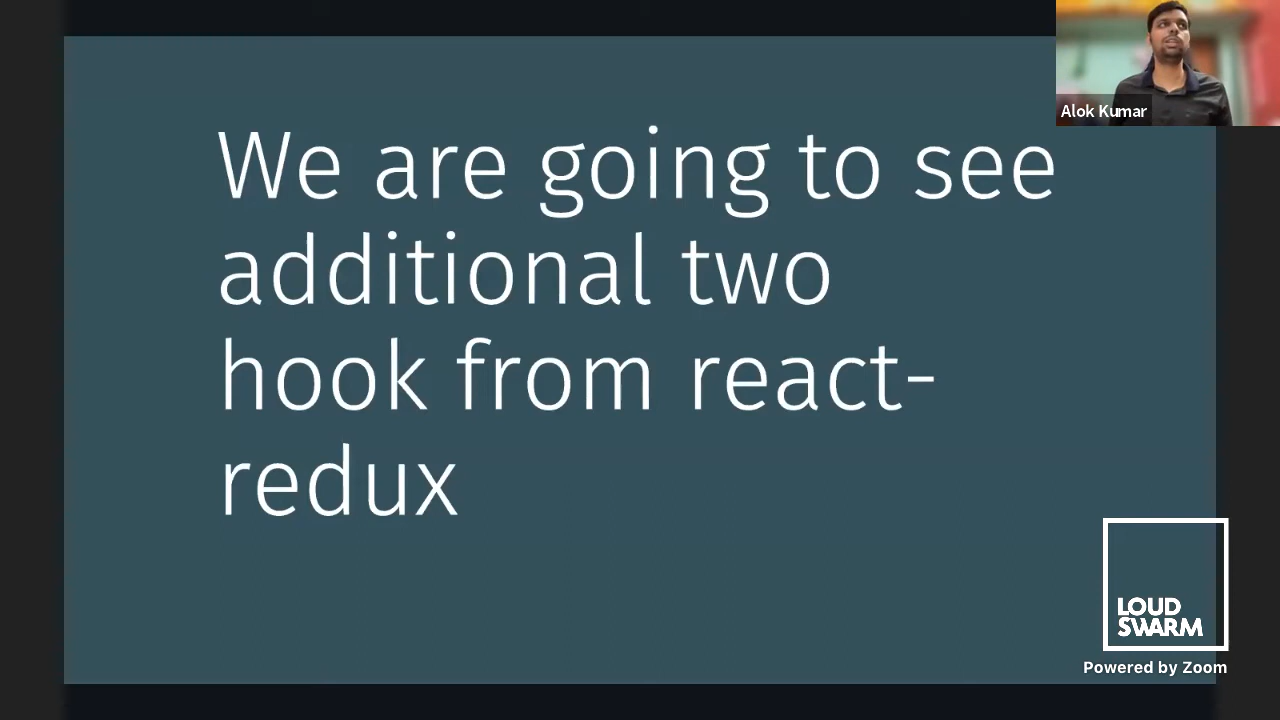 We are going to see
additional two
hook from react-
redux
Alok Kumar
LOUD
SWARM
Powered by Zoom